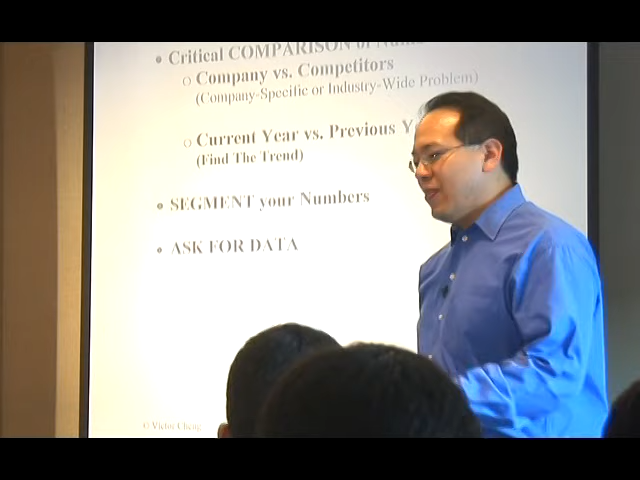 • Critical COMPARISON of
○ Company vs. Competitors
(Company-Specific or Industry-Wide Problem)
○ Current Year vs. Previous Y
(Find The Trend)
• SEGMENT your Numbers
• ASK FOR DATA
© Victor Cheng